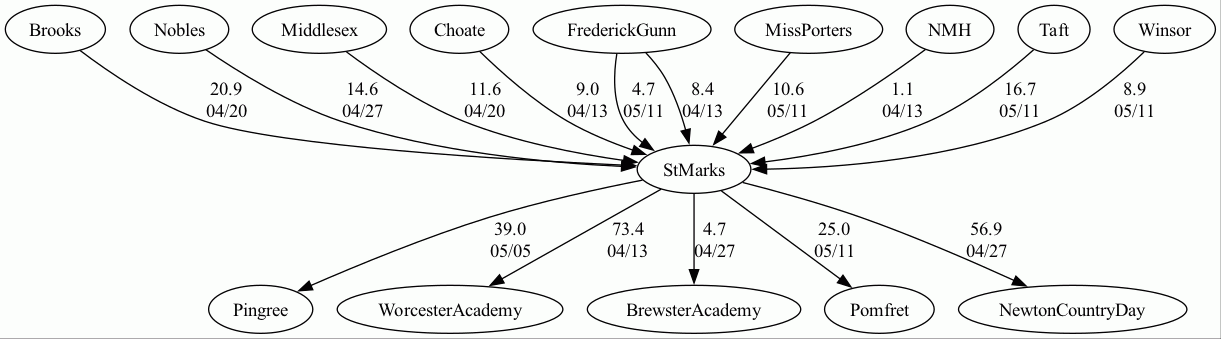 Brooks Nobles Middlesex Choate FrederickGunn MissPorters NMH Taft Winsor
20.9 14.6 11.6 9.0 4.7 8.4 10.6 1.1 16.7 8.9
04/20 04/27 04/20 04/13 05/11 04/13 05/11 04/13 05/11 05/11
StMarks
39.0 73.4 4.7 25.0 56.9
05/05 04/13 04/27 05/11 04/27
Pingree WorcesterAcademy BrewsterAcademy Pomfret NewtonCountryDay